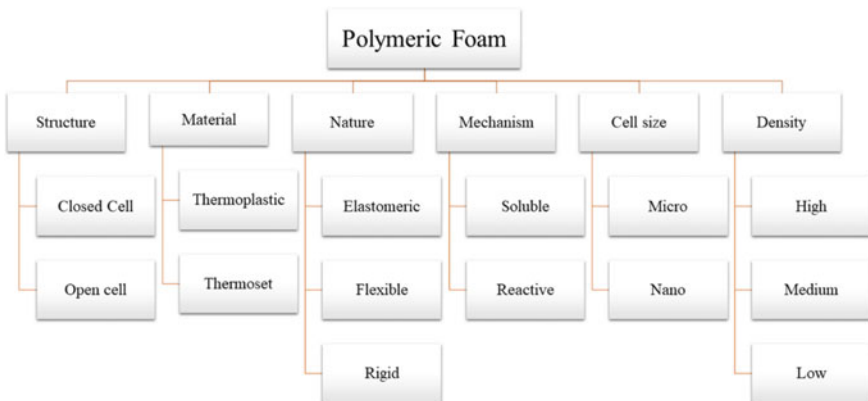 Polymeric Foam
Structure
Material
Nature
Mechanism
Cell size
Density
Closed Cell
Thermoplastic
Elastomeric
Soluble
Micro
High
Open cell
Thermoset
Flexible
Reactive
Nano
Medium
Rigid
Low